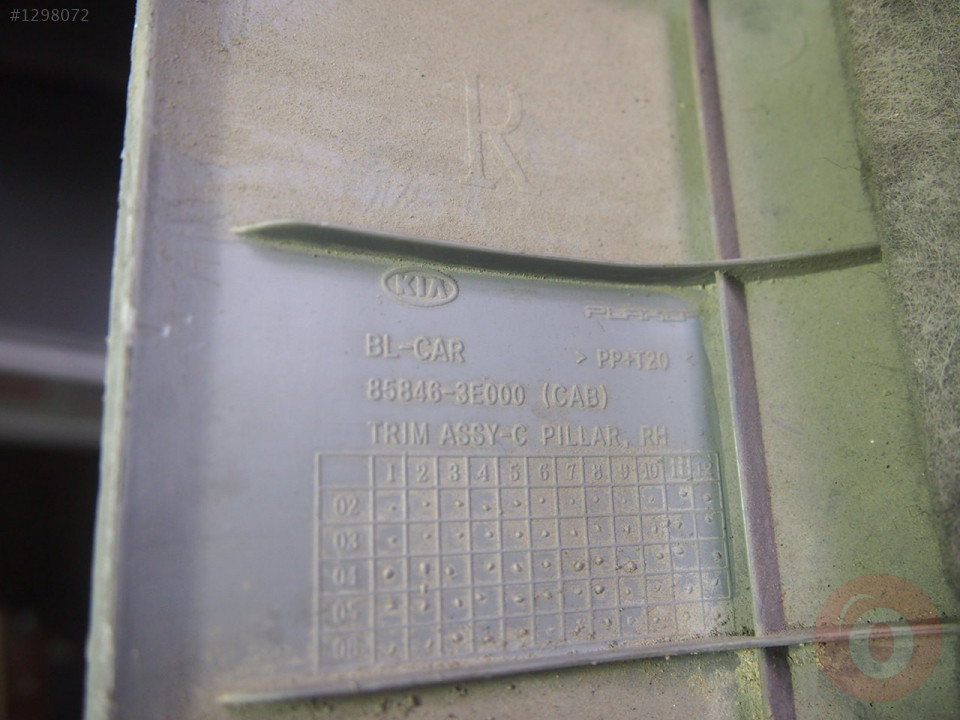 #1298072
R
KIA
BL-CAR
> PP+T20 <
85846-3E000 (CAB)
TRIM ASSY-C PILLAR, RH
1 2 3 4 5 6 7 8 9 10 11 12
02
03
04
05
06